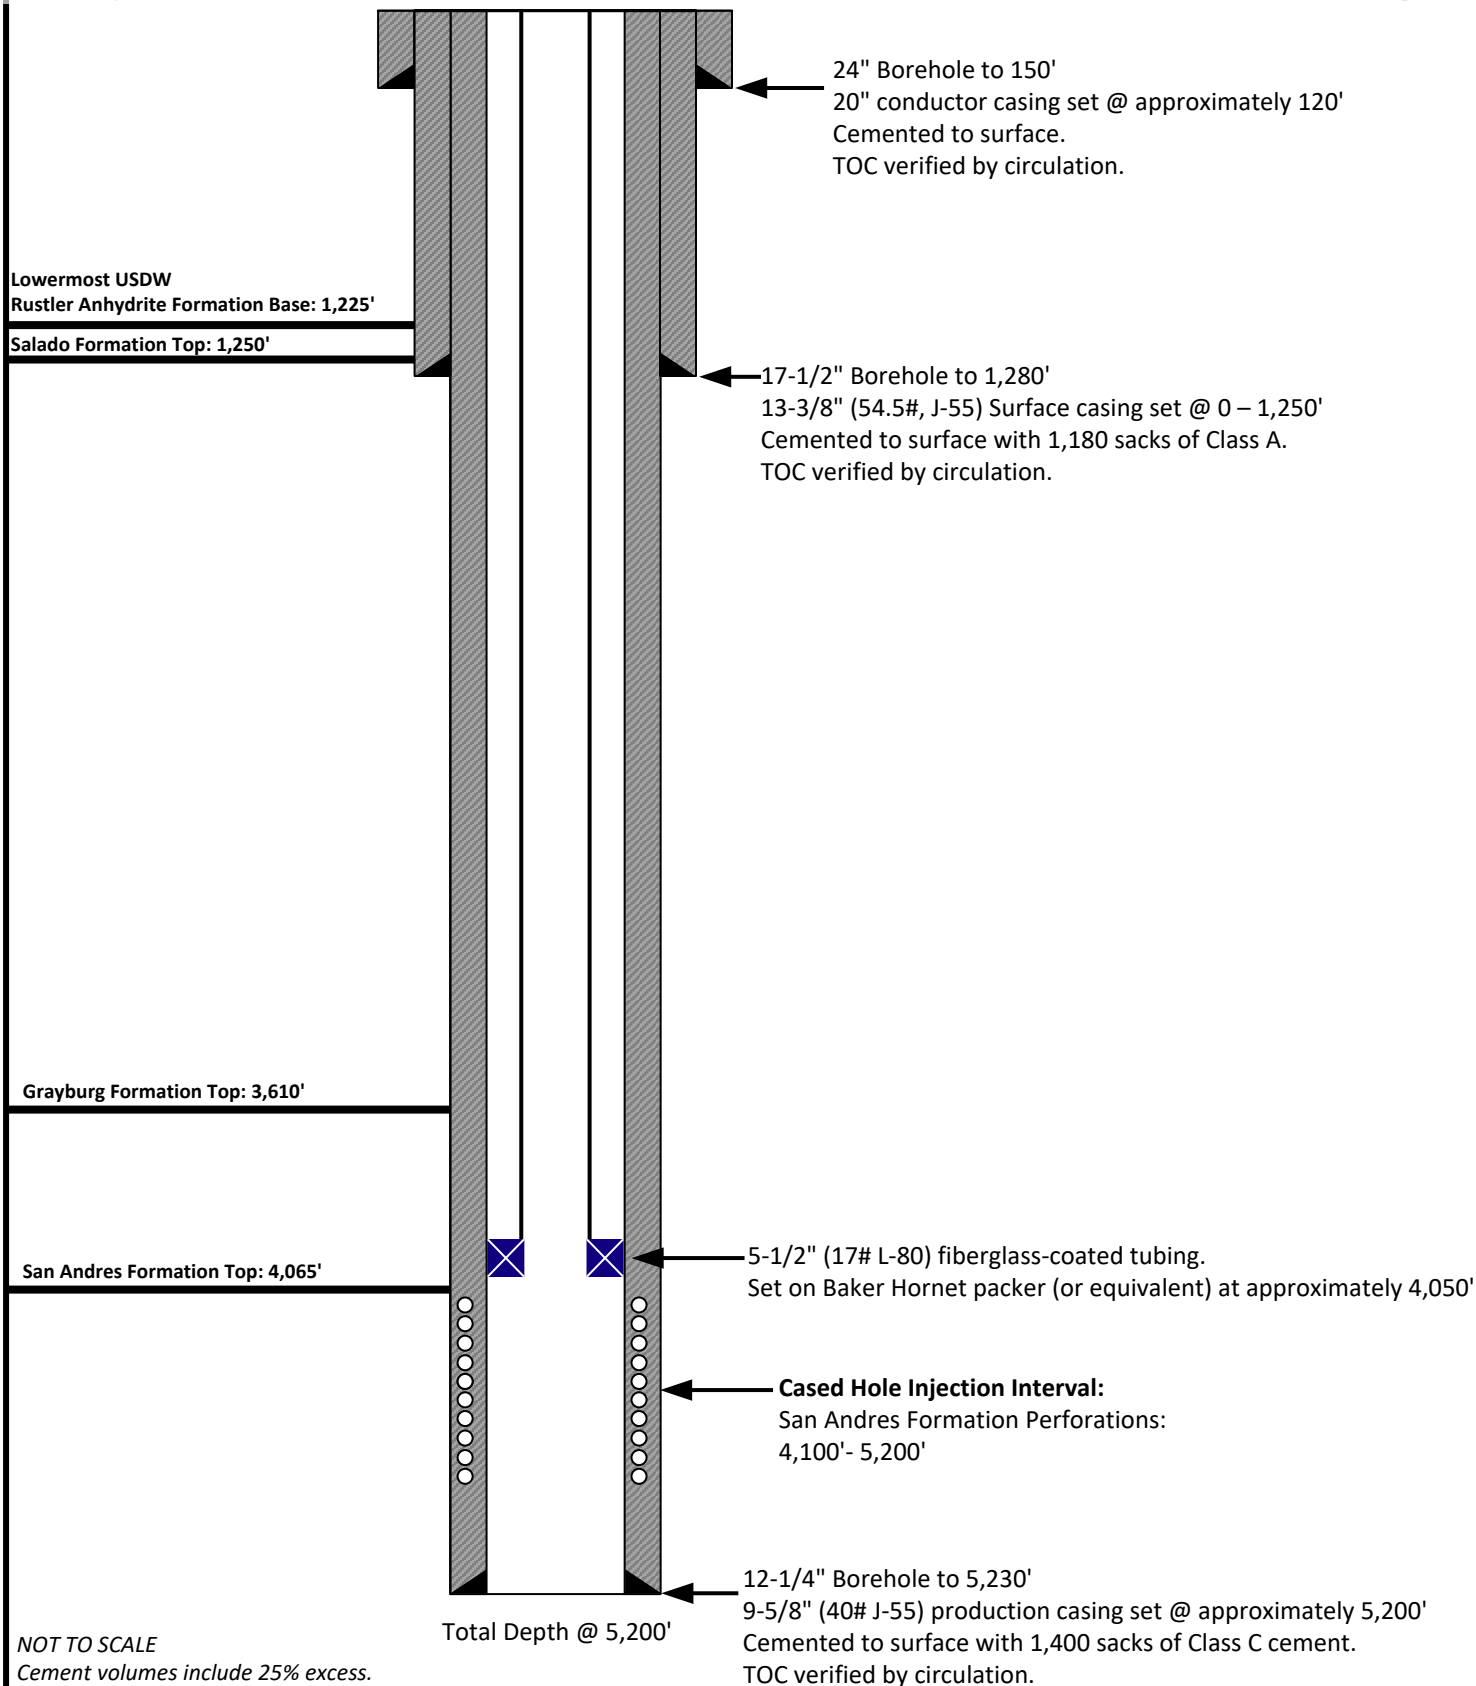 24" Borehole to 150'
20" conductor casing set @ approximately 120'
Cemented to surface.
TOC verified by circulation.
Lowermost USDW
Rustler Anhydrite Formation Base: 1,225'
Salado Formation Top: 1,250'
17-1/2" Borehole to 1,280'
13-3/8" (54.5#, J-55) Surface casing set @ 0 – 1,250'
Cemented to surface with 1,180 sacks of Class A.
TOC verified by circulation.
Grayburg Formation Top: 3,610'
San Andres Formation Top: 4,065'
5-1/2" (17# L-80) fiberglass-coated tubing.
Set on Baker Hornet packer (or equivalent) at approximately 4,050'
Cased Hole Injection Interval:
San Andres Formation Perforations:
4,100'- 5,200'
12-1/4" Borehole to 5,230'
9-5/8" (40# J-55) production casing set @ approximately 5,200'
Cemented to surface with 1,400 sacks of Class C cement.
TOC verified by circulation.
Total Depth @ 5,200'
NOT TO SCALE
Cement volumes include 25% excess.